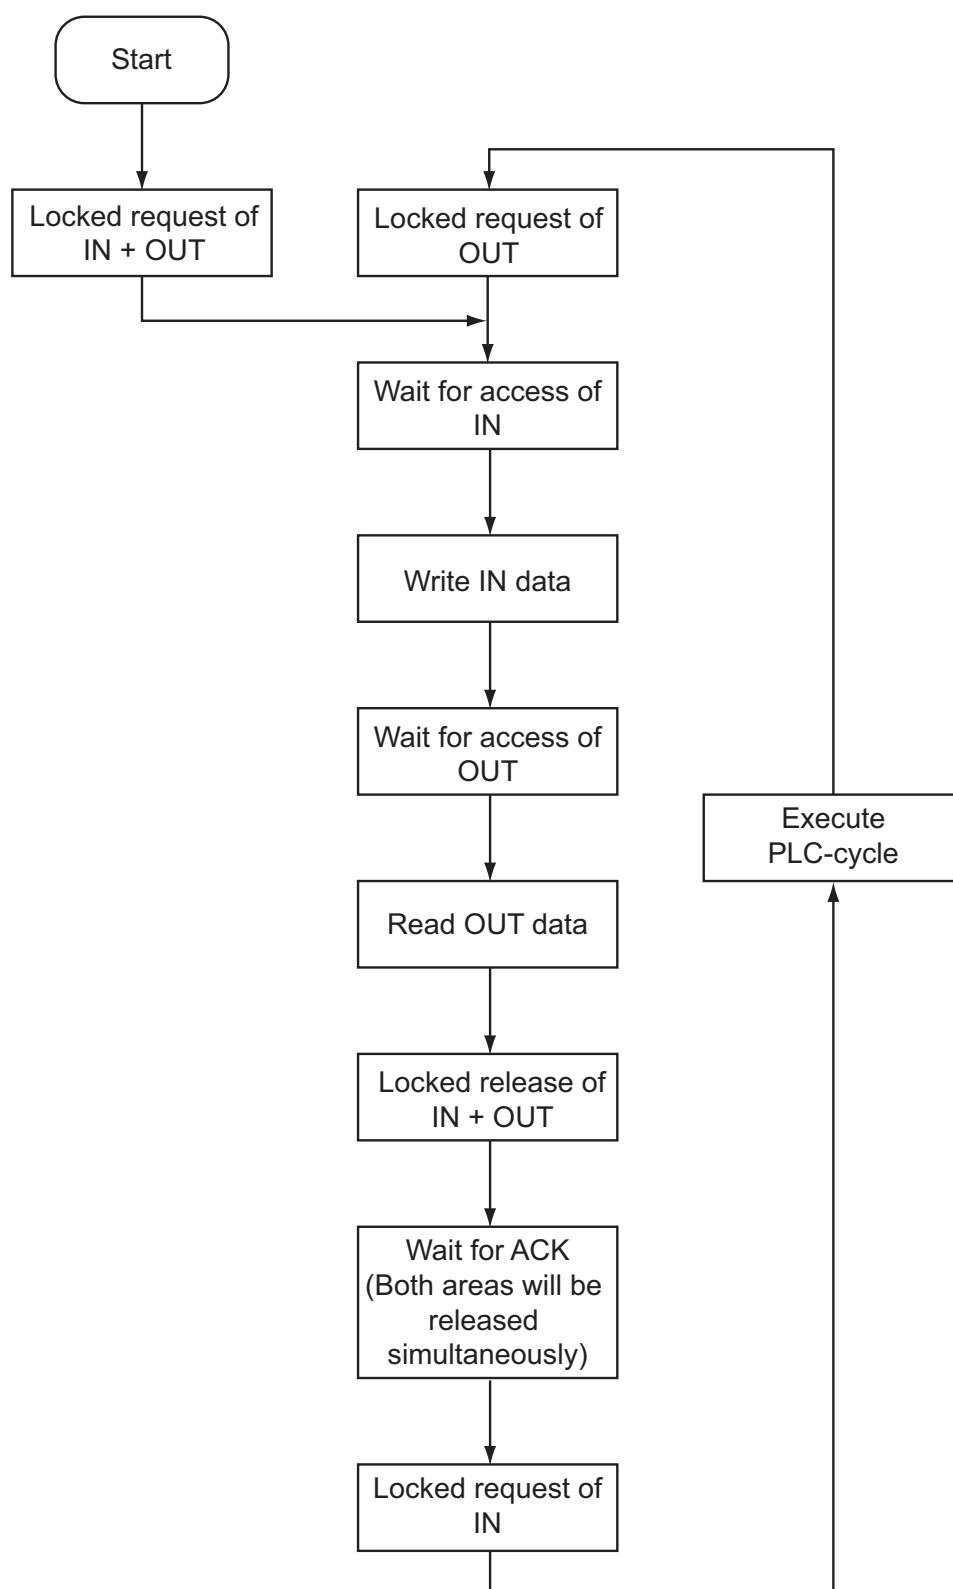 Start
Locked request of
IN + OUT
Locked request of
OUT
Wait for access of
IN
Write IN data
Wait for access of
OUT
Execute
PLC-cycle
Read OUT data
Locked release of
IN + OUT
Wait for ACK
(Both areas will be
released
simultaneously)
Locked request of
IN